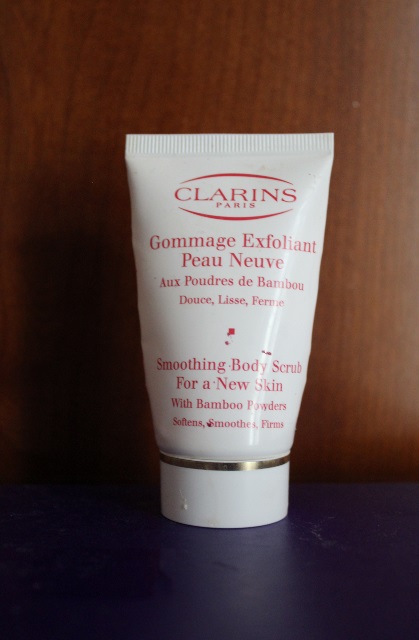 CLARINS
PARIS
Gommage Exfoliant
Peau Neuve
Aux Poudres de Bambou
Douce, Lisse, Ferme
Smoothing Body Scrub
For a New Skin
With Bamboo Powders
Softens, Smoothes, Firms